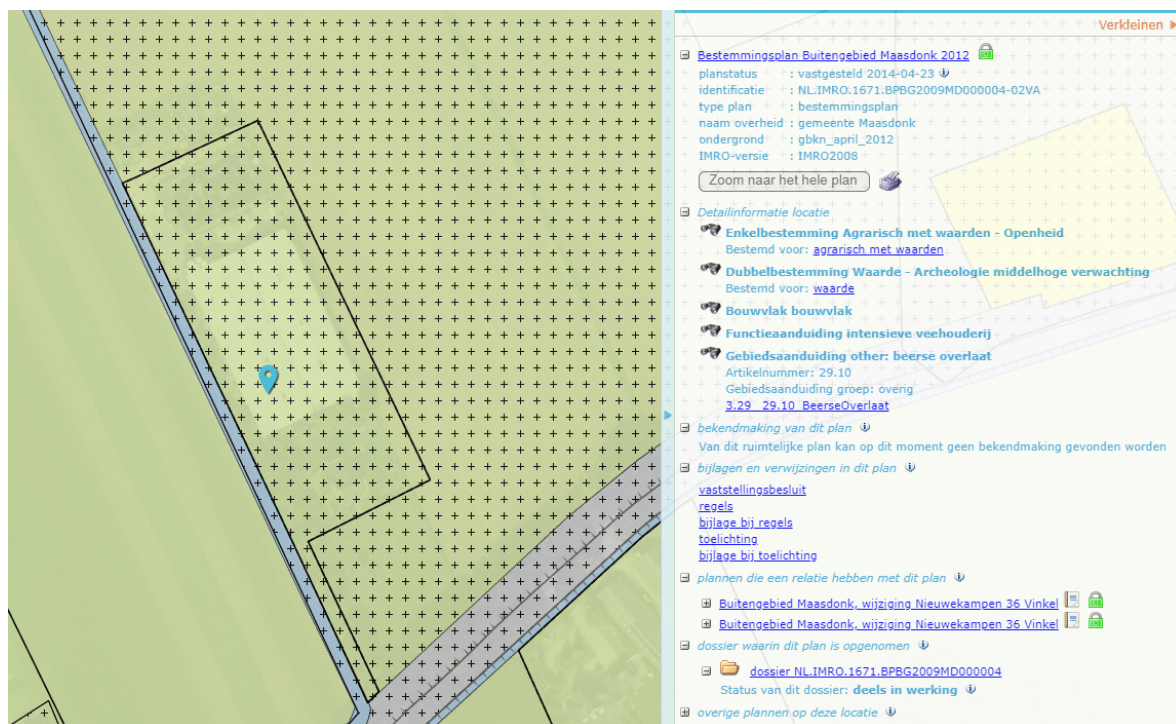 Verkleinen
Bestemmingsplan Buitengebied Maasdonk 2012
planstatus : vastgesteld 2014-04-23
identificatie : NL.IMRO.1671.BPBG2009MD000004-02VA
type plan : bestemmingsplan
naam overheid : gemeente Maasdonk
ondergrond : gbkn_april_2012
IMRO-versie : IMRO2008
Zoom naar het hele plan
Detailinformatie locatie
Enkelbestemming Agrarisch met waarden - Openheid
Bestemd voor: agrarisch met waarden
Dubbelbestemming Waarde - Archeologie middelhoge verwachting
Bestemd voor: waarde
Bouwvlak bouwvlak
Functieaanduiding intensieve veehouderij
Gebiedsaanduiding other: beerse overlaat
Artikelnummer: 29.10
Gebiedsaanduiding groep: overig
3.29 29.10 BeerseOverlaat
bekendmaking van dit plan
Van dit ruimtelijke plan kan op dit moment geen bekendmaking gevonden worden
bijlagen en verwijzingen in dit plan
vaststellingsbesluit
regels
bijlage bij regels
toelichting
bijlage bij toelichting
plannen die een relatie hebben met dit plan
Buitengebied Maasdonk, wijziging Nieuwekampen 36 Vinkel
Buitengebied Maasdonk, wijziging Nieuwekampen 36 Vinkel
dossier waarin dit plan is opgenomen
dossier NL.IMRO.1671.BPBG2009MD000004
Status van dit dossier: deels in werking
overige plannen op deze locatie